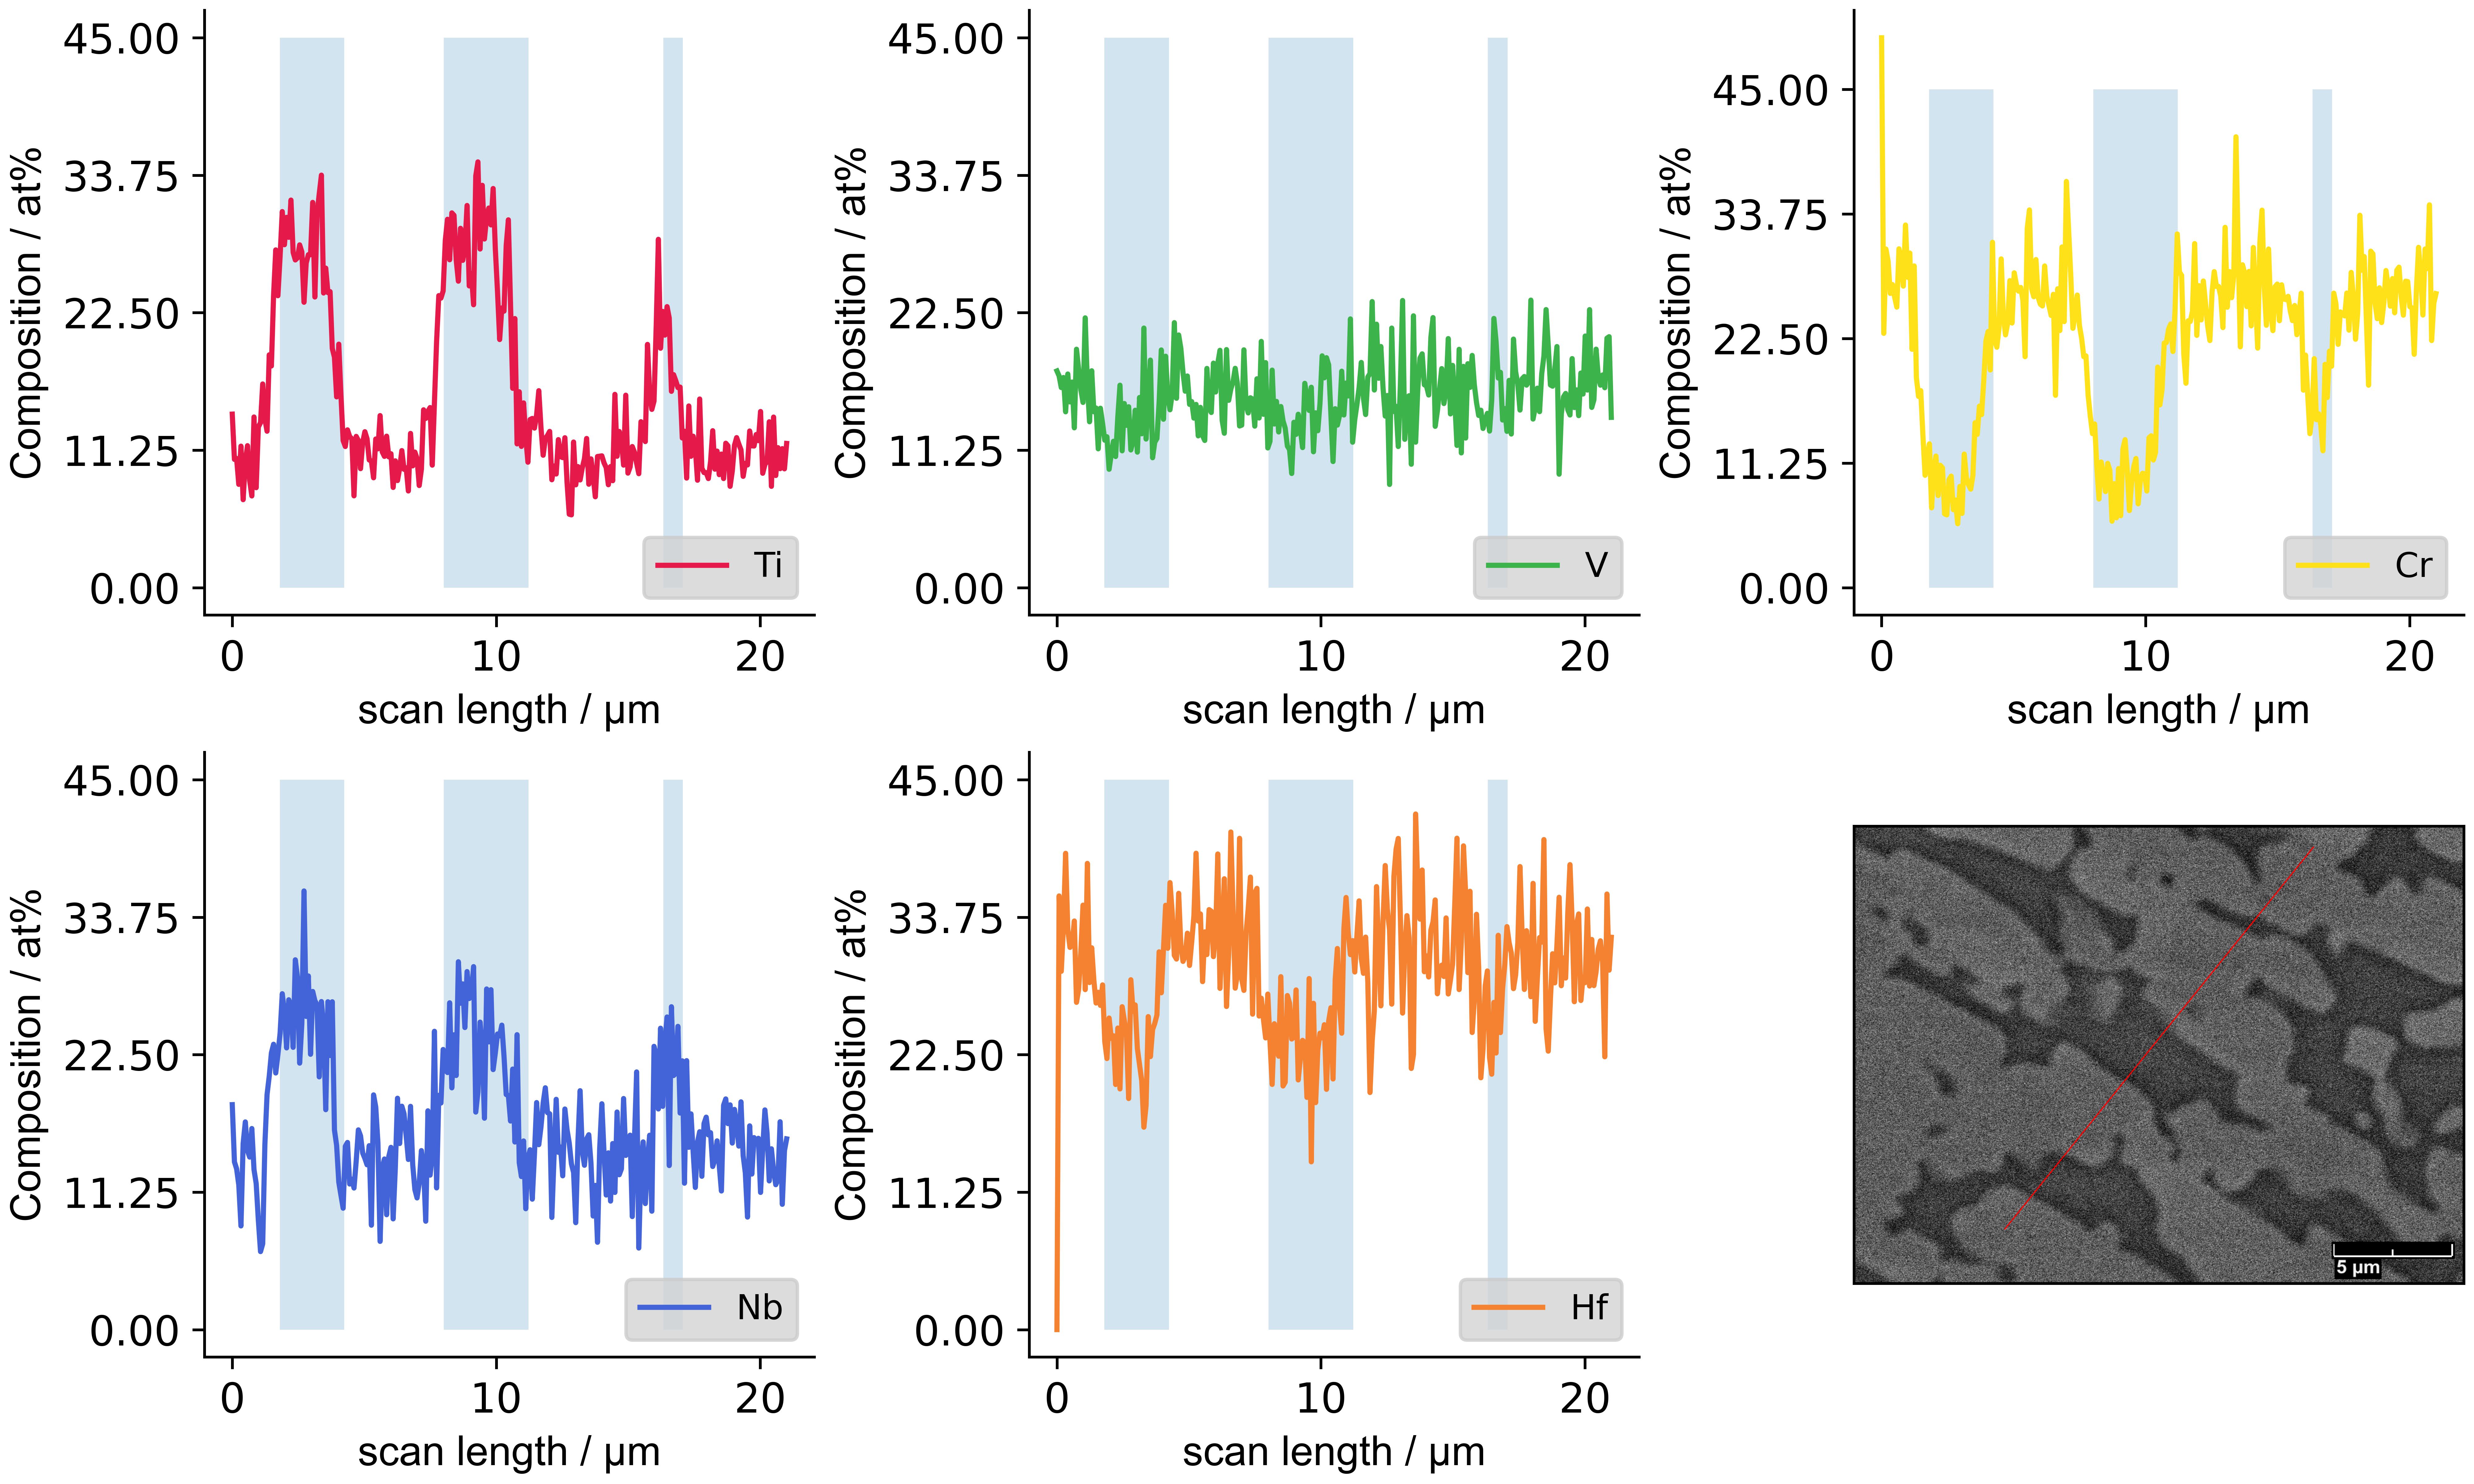 45.00
33.75
22.50
11.25
0.00
Composition / at%
0
10
20
scan length / µm
Ti
45.00
33.75
22.50
11.25
0.00
Composition / at%
0
10
20
scan length / µm
V
45.00
33.75
22.50
11.25
0.00
Composition / at%
0
10
20
scan length / µm
Cr
45.00
33.75
22.50
11.25
0.00
Composition / at%
0
10
20
scan length / µm
Nb
45.00
33.75
22.50
11.25
0.00
Composition / at%
0
10
20
scan length / µm
Hf
5 µm